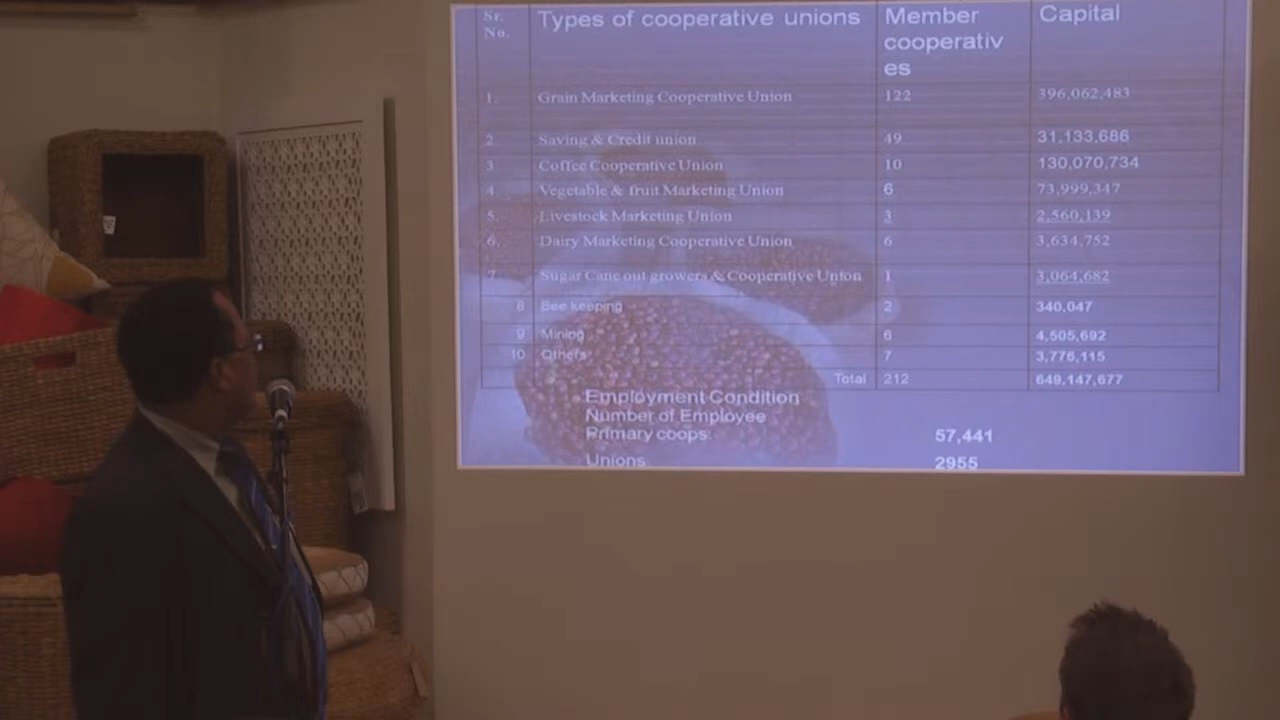 Sr. No. Types of cooperative unions Member cooperativ es Capital
1. Grain Marketing Cooperative Union 122 396,062,483
2. Saving & Credit union 49 31,133,686
3. Coffee Cooperative Union 10 130,070,734
4. Vegetable & fruit Marketing Union 6 73,999,347
5. Livestock Marketing Union 3 2,560,139
6. Dairy Marketing Cooperative Union 6 3,634,752
7. Sugar Cane out growers & Cooperative Union 1 3,064,682
8 Bee keeping 2 340,047
9 Mining 6 4,505,692
10 Others 7 3,776,115
Total 212 649,147,677
Employment Condition
Number of Employee
Primary coops: 57,441
Unions 2955